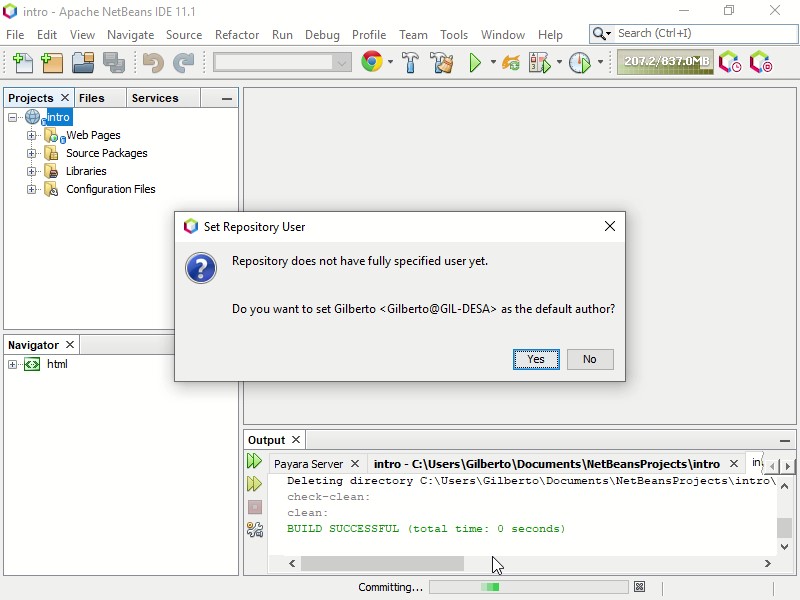 intro - Apache NetBeans IDE 11.1
File Edit View Navigate Source Refactor Run Debug Profile Team Tools Window Help
Search (Ctrl+I)
207.2/837.0MB
Projects Files Services
intro
Web Pages
Source Packages
Libraries
Configuration Files
Set Repository User
Repository does not have fully specified user yet.
Do you want to set Gilberto <Gilberto@GIL-DESA> as the default author?
Yes No
Navigator
html
Output
Payara Server intro - C:\Users\Gilberto\Documents\NetBeansProjects\intro
Deleting directory C:\Users\Gilberto\Documents\NetBeansProjects\intro\
check-clean:
clean:
BUILD SUCCESSFUL (total time: 0 seconds)
Committing...